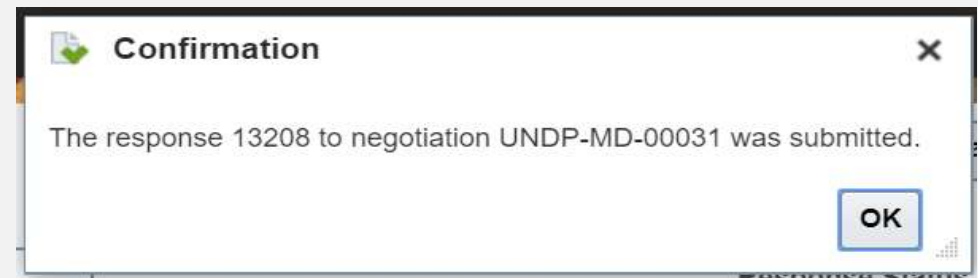 Confirmation
The response 13208 to negotiation UNDP-MD-00031 was submitted.
OK